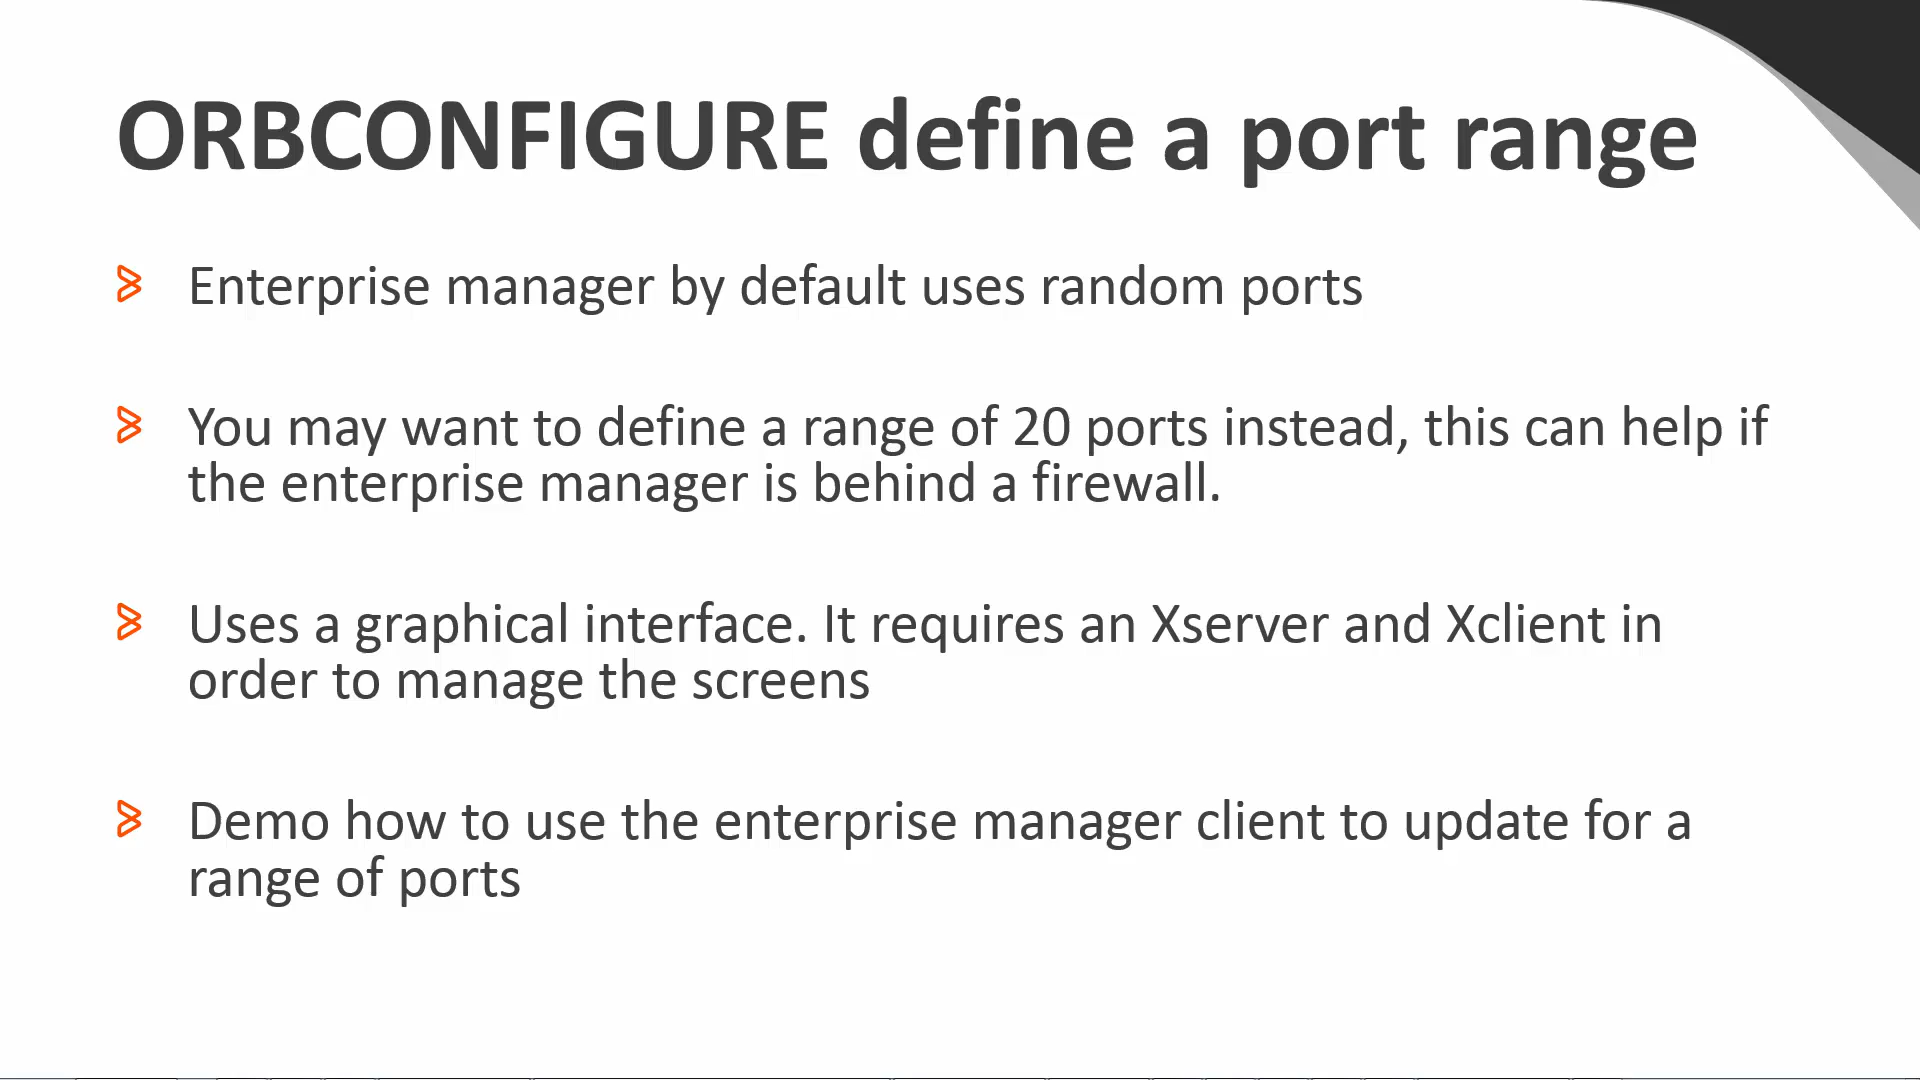 ORBCONFIGURE define a port range
Enterprise manager by default uses random ports
You may want to define a range of 20 ports instead, this can help if
the enterprise manager is behind a firewall.
Uses a graphical interface. It requires an Xserver and Xclient in
order to manage the screens
Demo how to use the enterprise manager client to update for a
range of ports